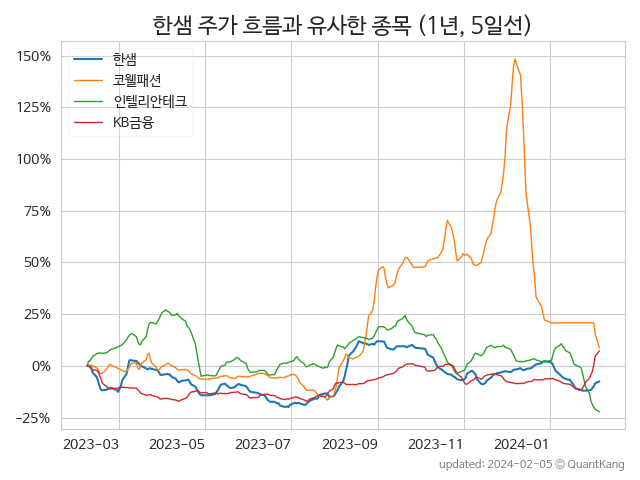 한샘 주가 흐름과 유사한 종목 (1년, 5일선)
150%
125%
100%
75%
50%
25%
0%
−25%
한샘
코웰패션
인텔리안테크
KB금융
2023-03 2023-05 2023-07 2023-09 2023-11 2024-01
updated: 2024-02-05 © QuantKang